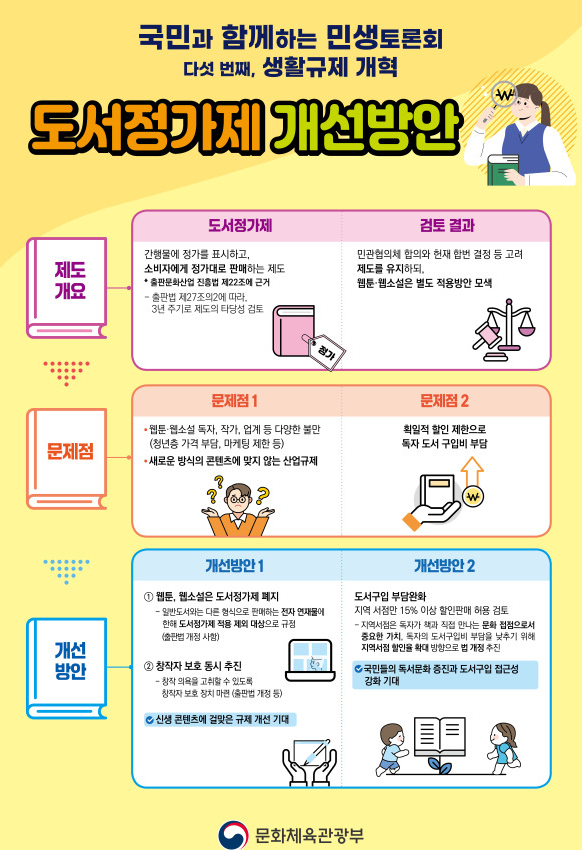 국민과 함께하는 민생토론회
다섯 번째, 생활규제 개혁
도서정가제 개선방안
제도
개요
도서정가제
간행물에 정가를 표시하고,
소비자에게 정가대로 판매하는 제도
* 출판문화산업 진흥법 제22조에 근거
- 출판법 제27조의2에 따라,
3년 주기로 제도의 타당성 검토
정가
검토 결과
민관협의체 합의와 헌재 합번 결정 등 고려
제도를 유지하되,
웹툰·웹소설은 별도 적용방안 모색
문제점
문제점 1
• 웹툰·웹소설 독자, 작가, 업계 등 다양한 불만
(청년층 가격 부담, 마케팅 제한 등)
• 새로운 방식의 콘텐츠에 맞지 않는 산업규제
문제점 2
획일적 할인 제한으로
독자 도서 구입비 부담
개선
방안
개선방안 1
① 웹툰, 웹소설은 도서정가제 폐지
- 일반도서와는 다른 형식으로 판매하는 전자 연재물에
한해 도서정가제 적용 제외 대상으로 규정
(출판법 개정 사항)
② 창작자 보호 동시 추진
- 창작 의욕을 고취할 수 있도록
창작자 보호 장치 마련 (출판법 개정 등)
신생 콘텐츠에 걸맞은 규제 개선 기대
개선방안 2
도서구입 부담완화
지역 서점만 15% 이상 할인판매 허용 검토
- 지역서점은 독자가 책과 직접 만나는 문화 접점으로서
중요한 가치, 독자의 도서구입비 부담을 낮추기 위해
지역서점 할인율 확대 방향으로 법 개정 추진
국민들의 독서문화 증진과 도서구입 접근성
강화 기대
문화체육관광부